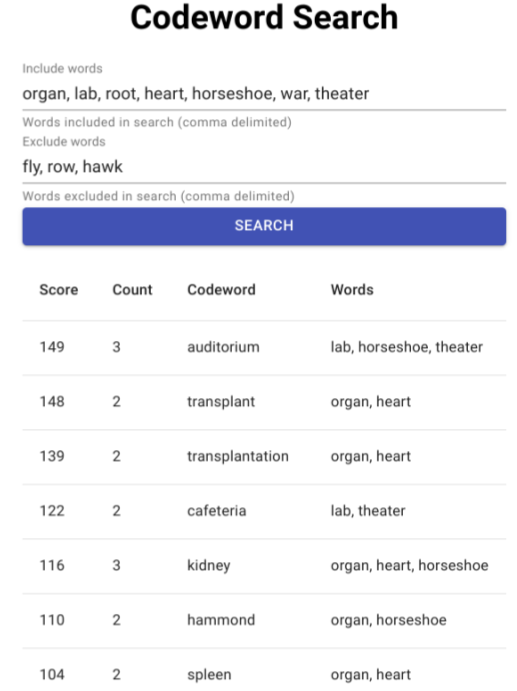 Codeword Search
Include words
organ, lab, root, heart, horseshoe, war, theater
Words included in search (comma delimited)
Exclude words
fly, row, hawk
Words excluded in search (comma delimited)
SEARCH
Score Count Codeword Words
149 3 auditorium lab, horseshoe, theater
148 2 transplant organ, heart
139 2 transplantation organ, heart
122 2 cafeteria lab, theater
116 3 kidney organ, heart, horseshoe
110 2 hammond organ, horseshoe
104 2 spleen organ, heart